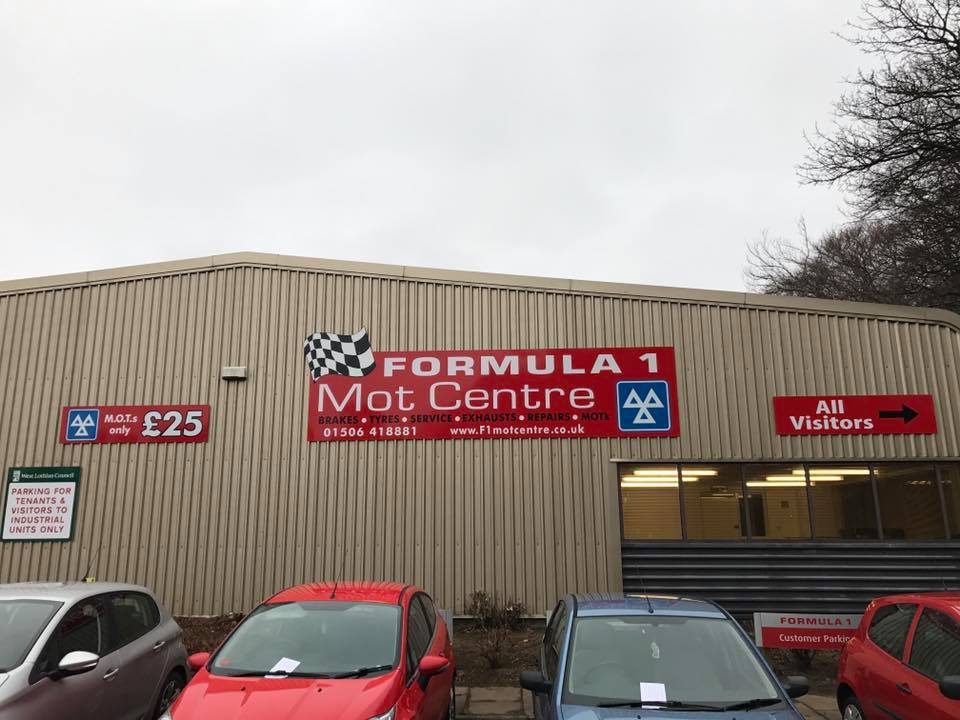 FORMULA 1
Mot Centre
BRAKES • TYRES • SERVICE • EXHAUSTS • REPAIRS • MOTs
01506 418881 www.F1motcentre.co.uk
M.O.T.s
only £25
All
Visitors
West Lothian Council
PARKING FOR
TENANTS &
VISITORS TO
INDUSTRIAL
UNITS ONLY
FORMULA 1
Customer Parking